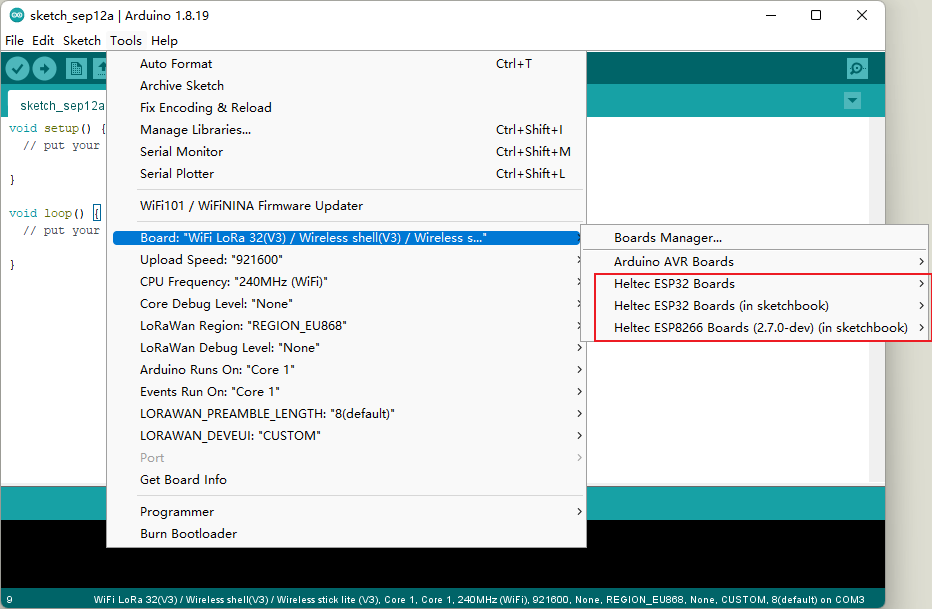 sketch_sep12a | Arduino 1.8.19
File Edit Sketch Tools Help
sketch_sep12a
void setup() {
// put your
}
void loop() {
// put your
}
Auto Format Ctrl+T
Archive Sketch
Fix Encoding & Reload
Manage Libraries... Ctrl+Shift+I
Serial Monitor Ctrl+Shift+M
Serial Plotter Ctrl+Shift+L
WiFi101 / WiFiNINA Firmware Updater
Board: "WiFi LoRa 32(V3) / Wireless shell(V3) / Wireless s..."
Upload Speed: "921600"
CPU Frequency: "240MHz (WiFi)"
Core Debug Level: "None"
LoRaWan Region: "REGION_EU868"
LoRaWan Debug Level: "None"
Arduino Runs On: "Core 1"
Events Run On: "Core 1"
LORAWAN_PREAMBLE_LENGTH: "8(default)"
LORAWAN_DEVEUI: "CUSTOM"
Port
Get Board Info
Programmer
Burn Bootloader
Boards Manager...
Arduino AVR Boards
Heltec ESP32 Boards
Heltec ESP32 Boards (in sketchbook)
Heltec ESP8266 Boards (2.7.0-dev) (in sketchbook)
9 WiFi LoRa 32(V3) / Wireless shell(V3) / Wireless stick lite (V3), Core 1, Core 1, 240MHz (WiFi), 921600, None, REGION_EU868, None, CUSTOM, 8(default) on COM3